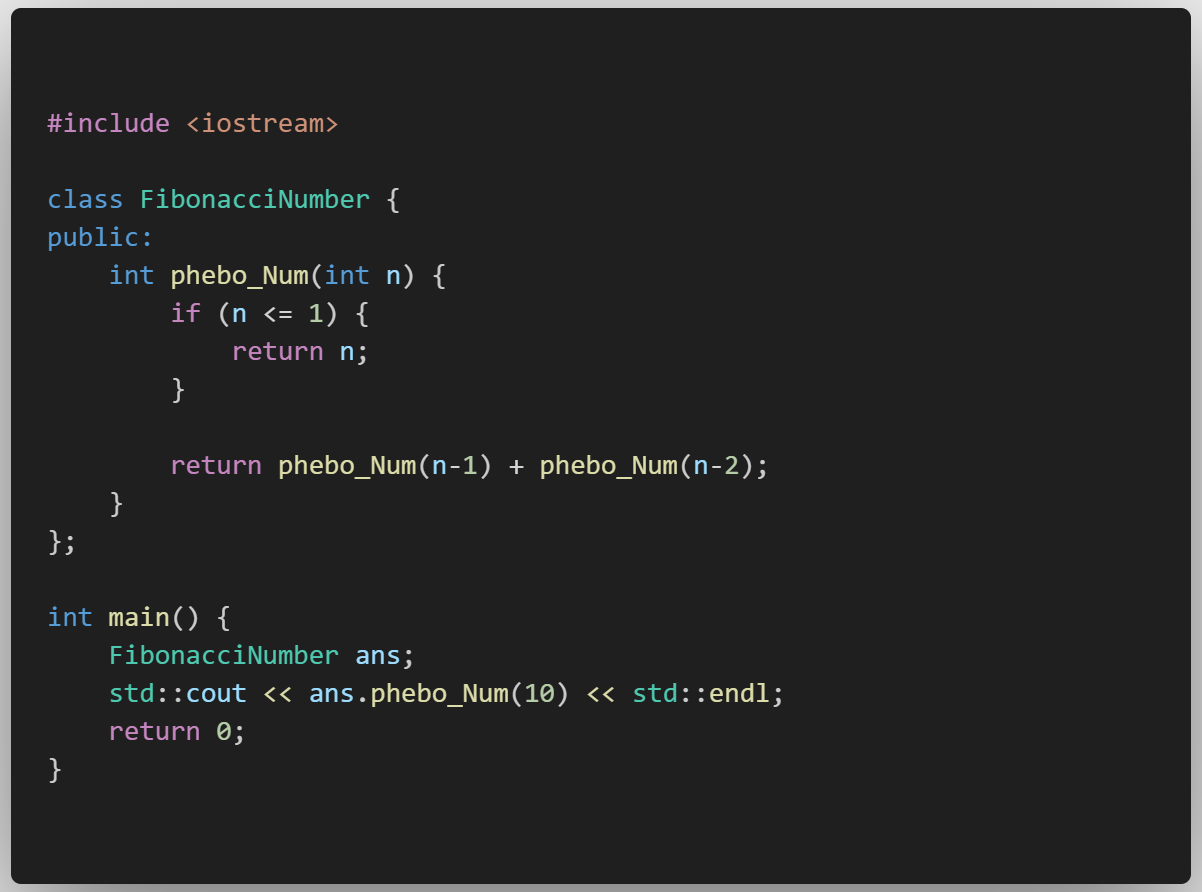 #include <iostream>
class FibonacciNumber {
public:
    int phebo_Num(int n) {
        if (n <= 1) {
            return n;
        }
        return phebo_Num(n-1) + phebo_Num(n-2);
    }
};
int main() {
    FibonacciNumber ans;
    std::cout << ans.phebo_Num(10) << std::endl;
    return 0;
}